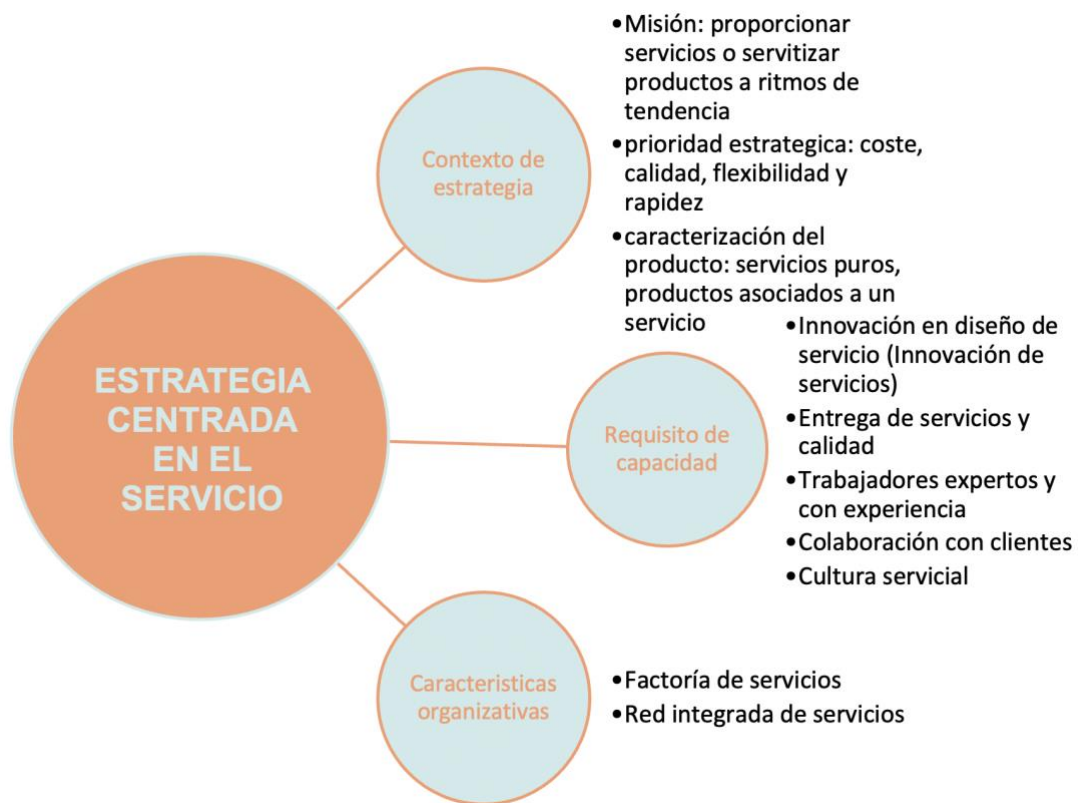 ESTRATEGIA
CENTRADA
EN EL
SERVICIO
Contexto de
estrategia
•Misión: proporcionar
servicios o servitizar
productos a ritmos de
tendencia
•prioridad estrategica: coste,
calidad, flexibilidad y
rapidez
•caracterización del
producto: servicios puros,
productos asociados a un
servicio
Requisito de
capacidad
•Innovación en diseño de
servicio (Innovación de
servicios)
•Entrega de servicios y
calidad
•Trabajadores expertos y
con experiencia
•Colaboración con clientes
•Cultura servicial
Caracteristicas
organizativas
•Factoría de servicios
•Red integrada de servicios